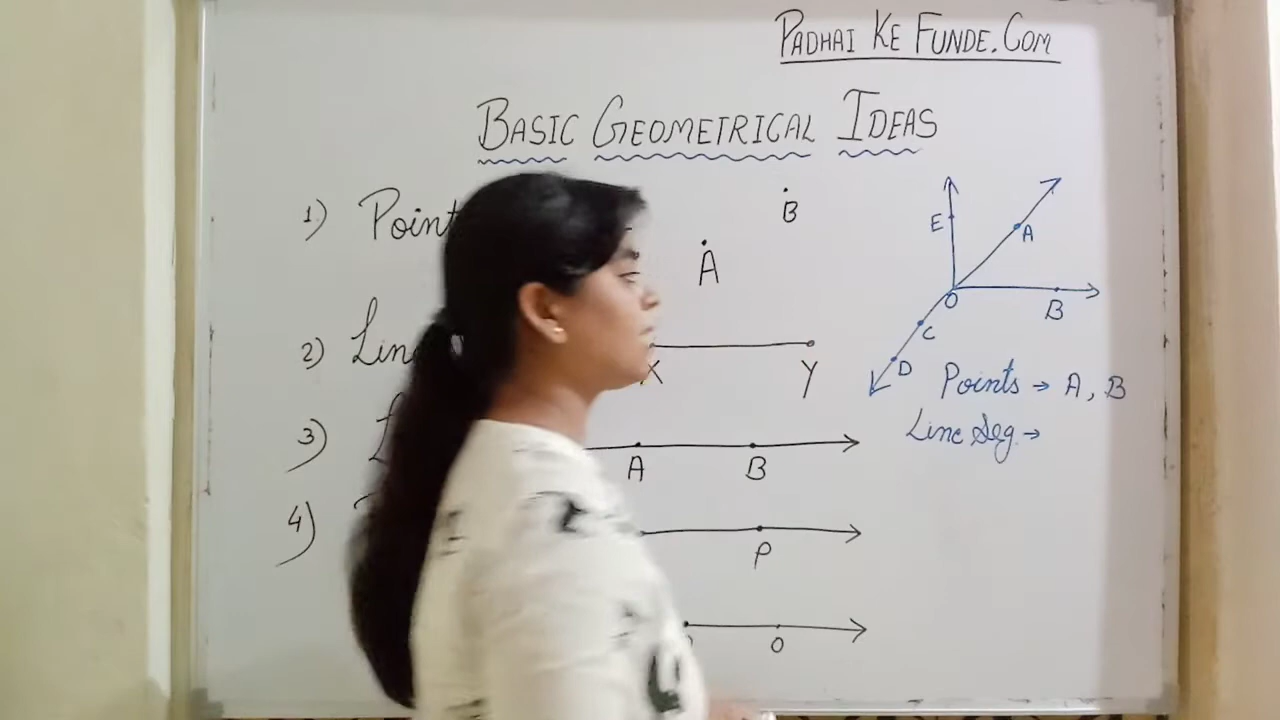 PADHAI KE FUNDE.COM
BASIC GEOMETRICAL IDEAS
1) Point
B
A
2) Lin
X Y
3)
A B
4)
P
O
E
A
O
B
C
D
Points → A, B
Line Seg. →